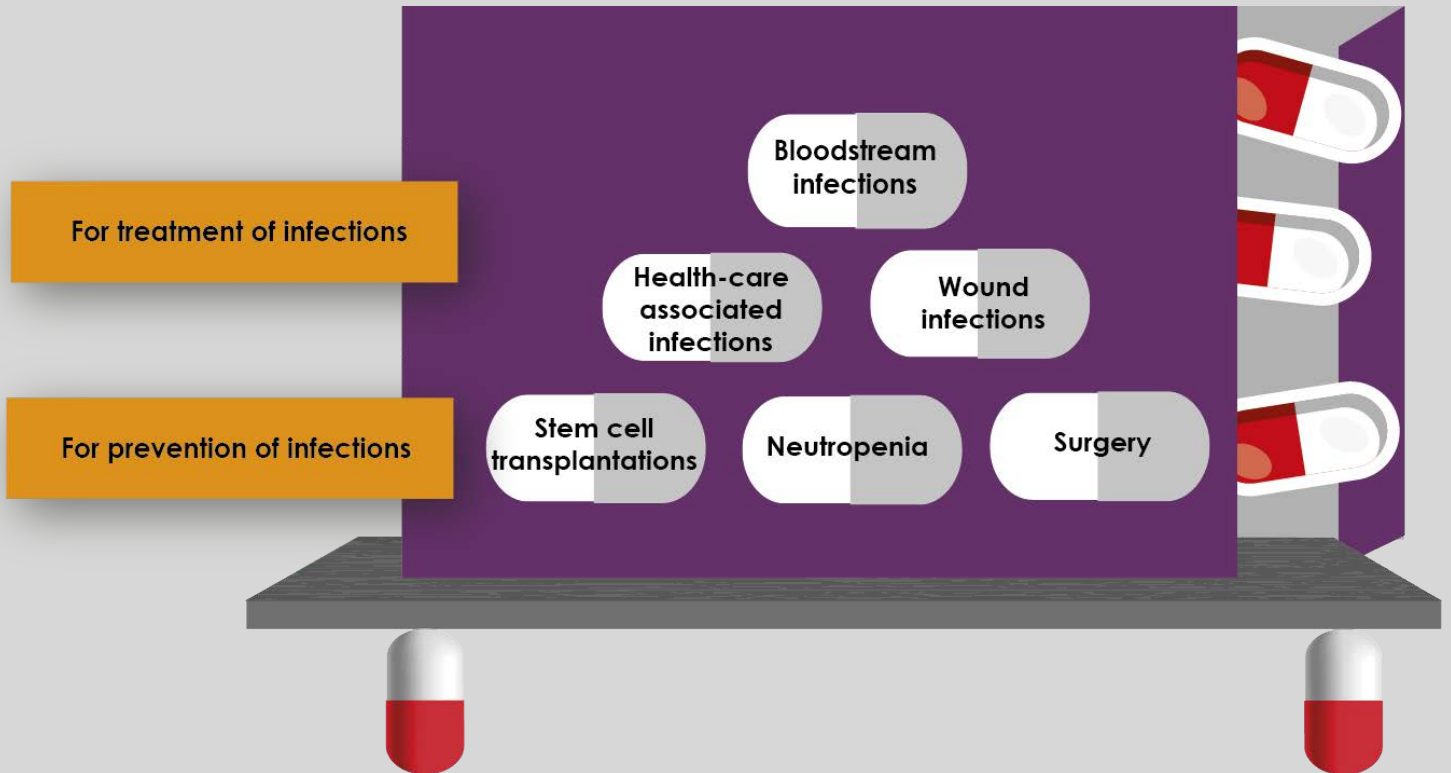 Bloodstream
infections
For treatment of infections
Health-care
associated
infections
Wound
infections
For prevention of infections
Stem cell
transplantations
Neutropenia
Surgery